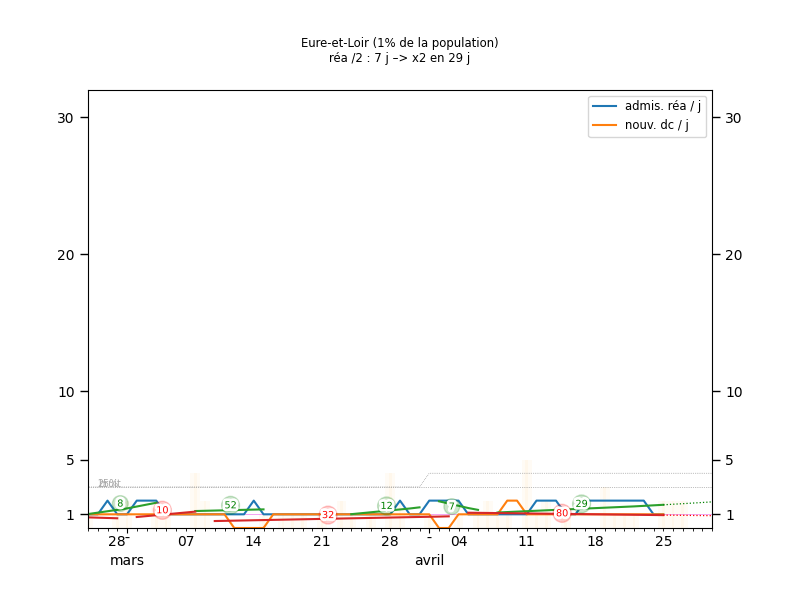 Eure-et-Loir (1% de la population)
réa /2 : 7 j –> x2 en 29 j
admis. réa / j
nouv. dc / j
30 30
20 20
10 10
5 5
1 1
8 10 52 32 12 7 80 29
28 07 14 21 28 04 11 18 25
mars avril